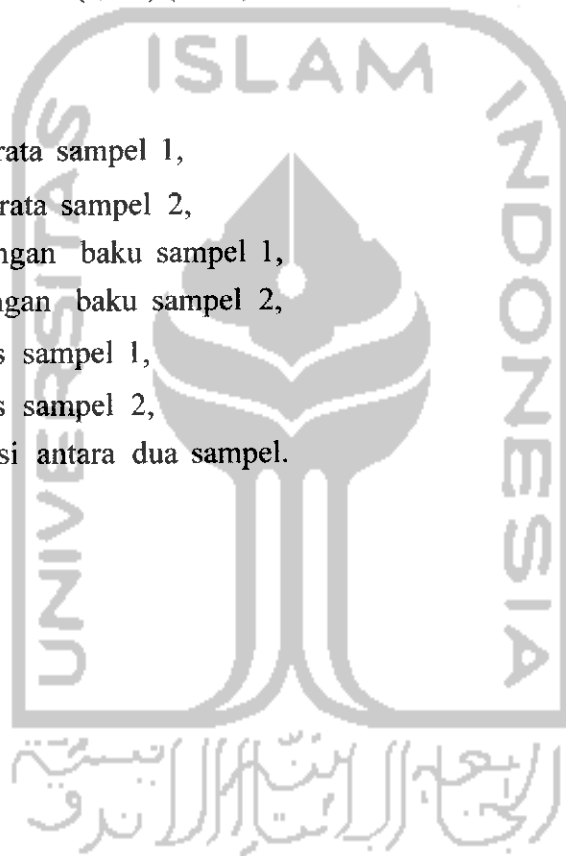 ISLAM
UNIVERSITAS
INDONESIA
rata sampel 1,
rata sampel 2,
ngan baku sampel 1,
ngan baku sampel 2,
s sampel 1,
s sampel 2,
si antara dua sampel.